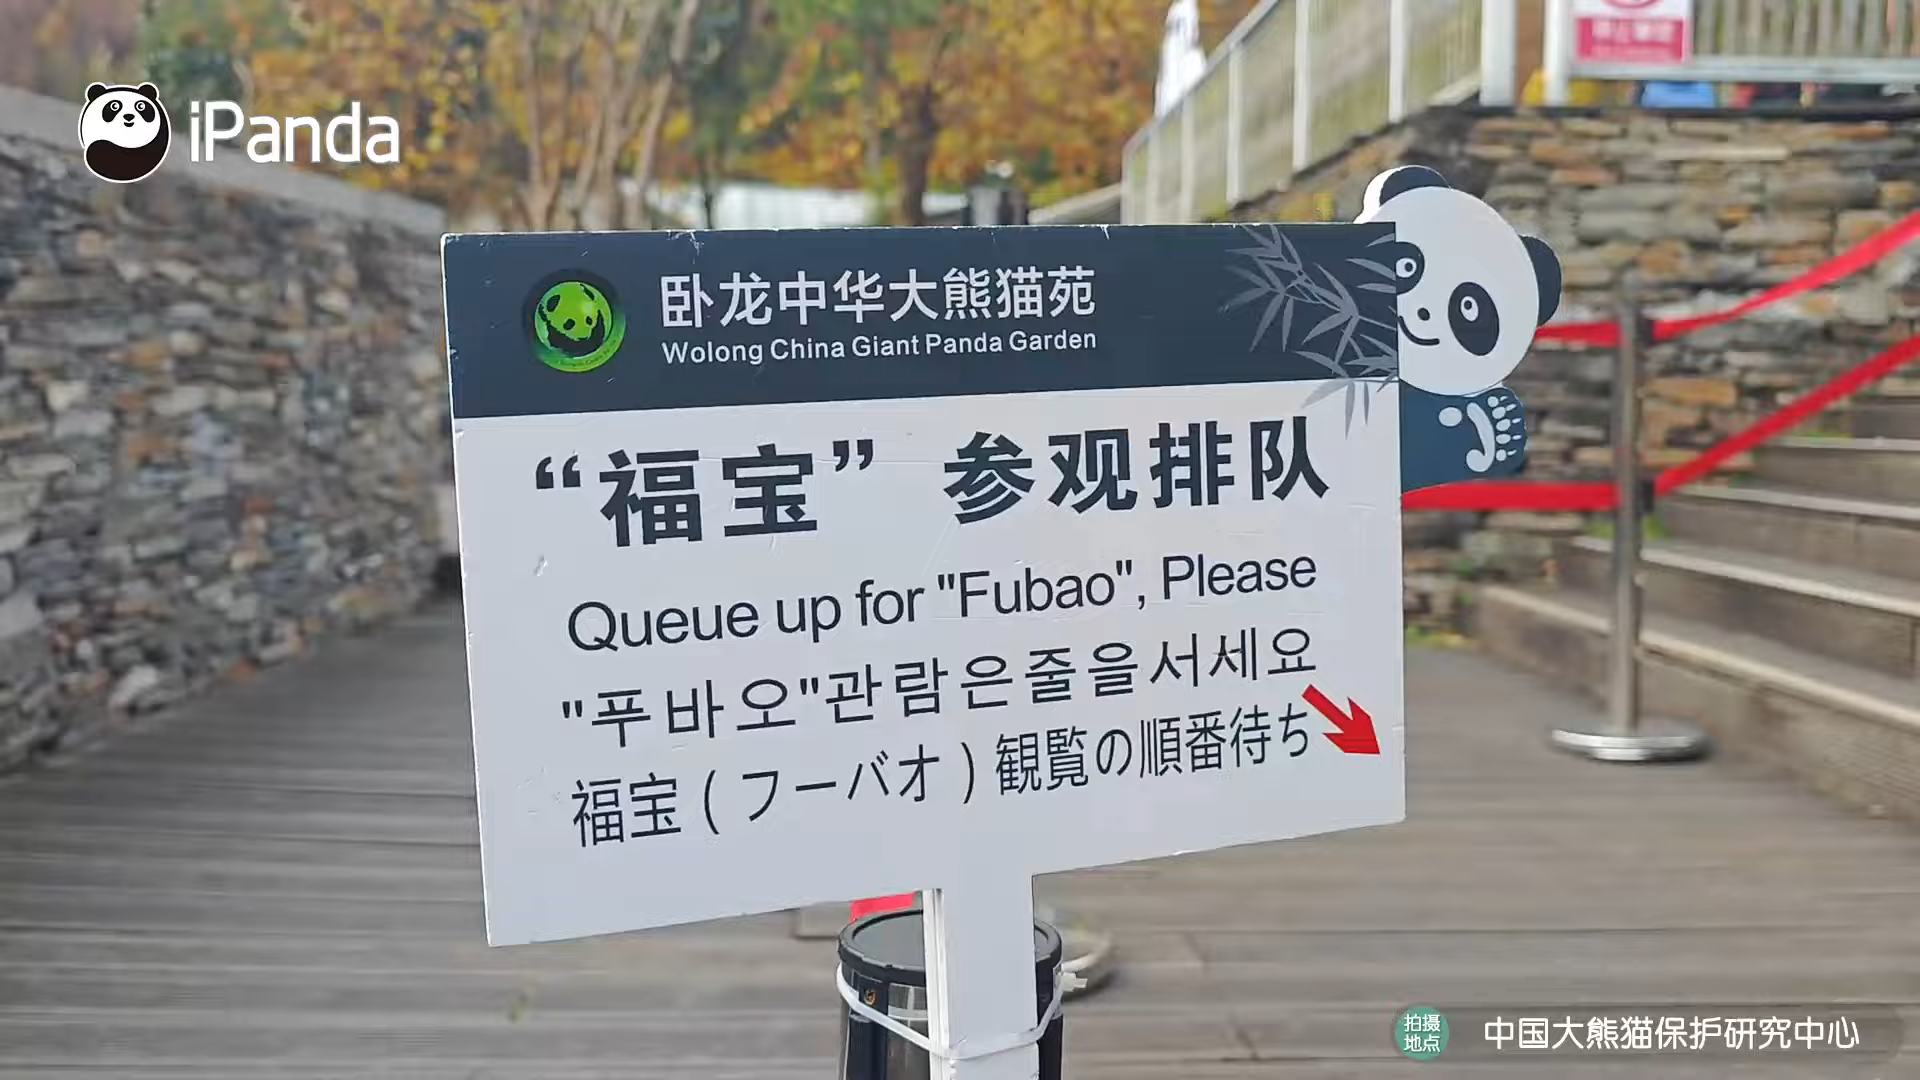 iPanda
卧龙中华大熊猫苑
Wolong China Giant Panda Garden
“福宝” 参观排队
Queue up for "Fubao", Please
"푸바오"관람은줄을서세요
福宝(フーバオ)観覧の順番待ち
拍摄
地点
中国大熊猫保护研究中心